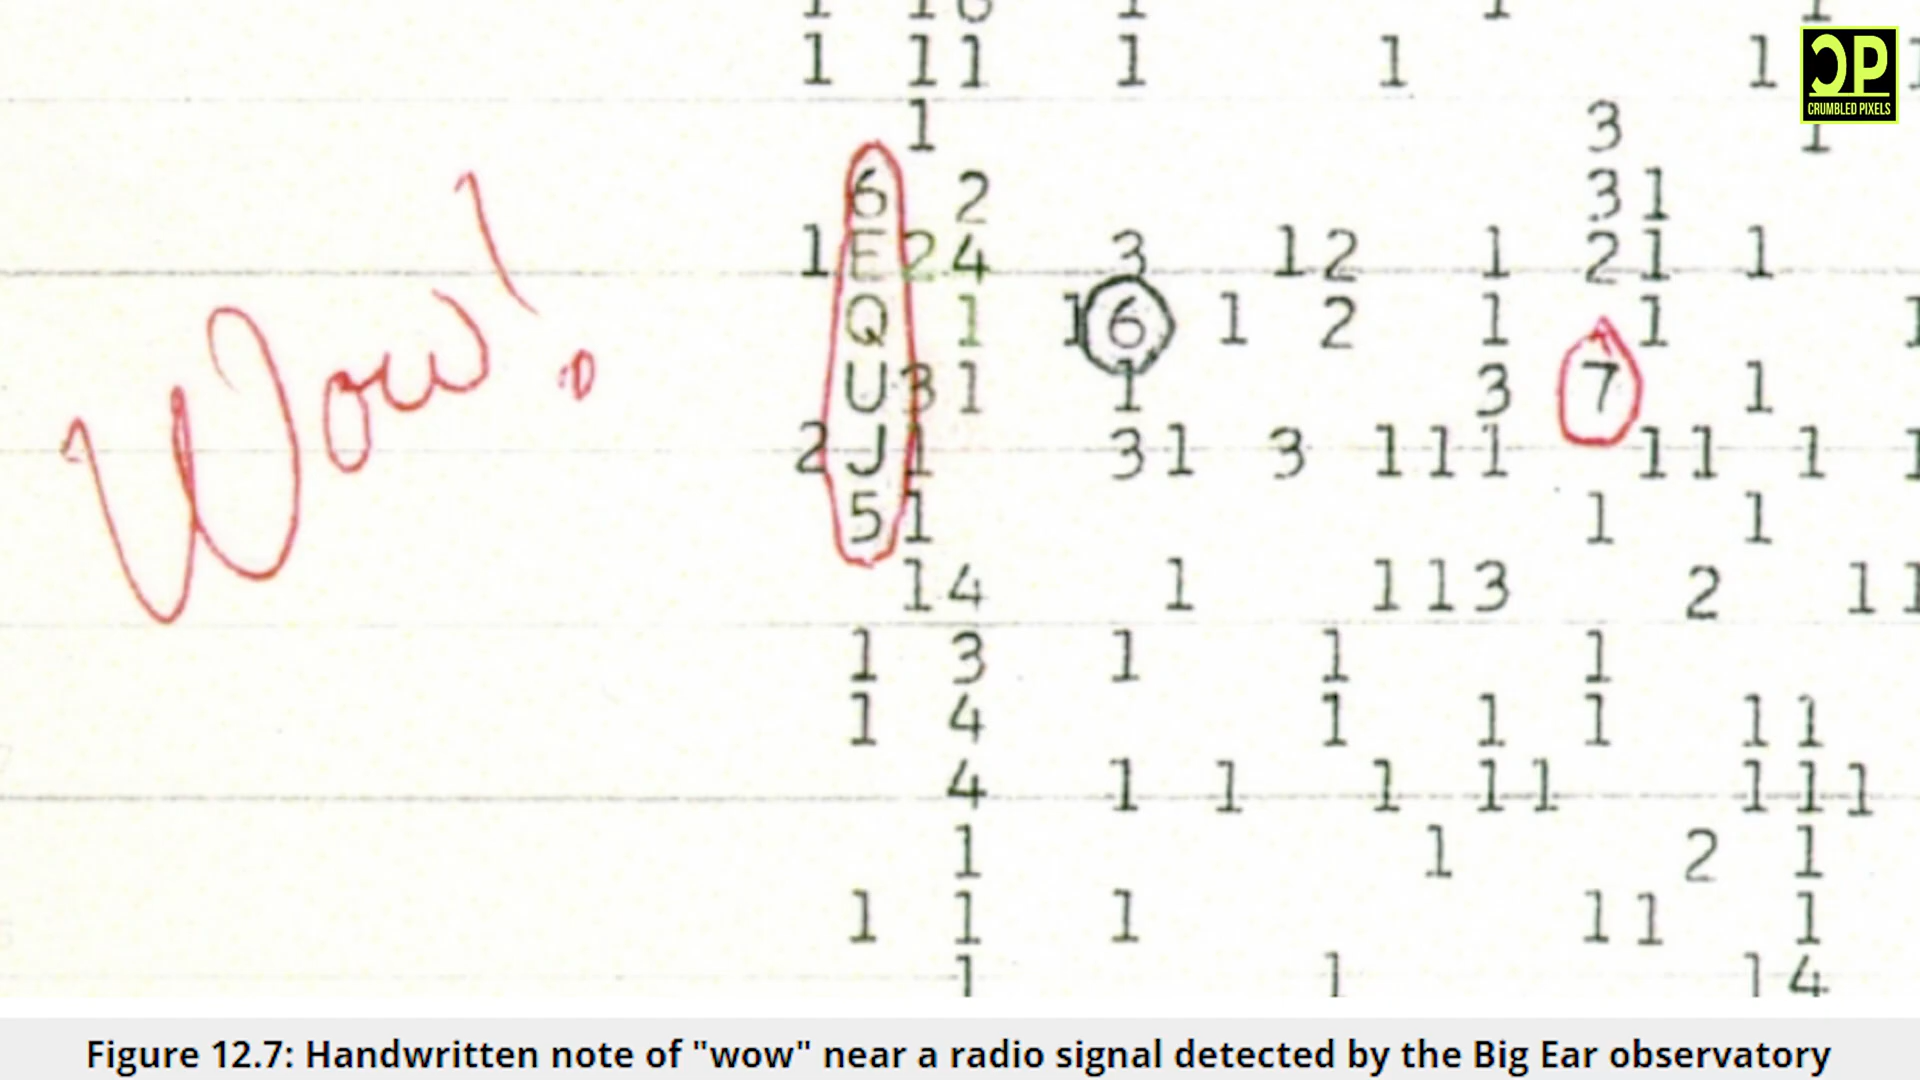 1 16 1 1 1
1 11 1 1 1 1
1 3 1
6 2 31
1E24 3 12 1 21 1
Q 1 16 1 2 1 1 1
U31 1 3 7 1
2J1 31 3 111 11 1 1
51 1 1
14 1 113 2 11
1 3 1 1 1
1 4 1 1 1 11
4 1 1 1 11 111
1 1 2 1
1 1 1 11 1
1 1 14
Wow!
CP
CRUMBLED PIXELS
Figure 12.7: Handwritten note of "wow" near a radio signal detected by the Big Ear observatory